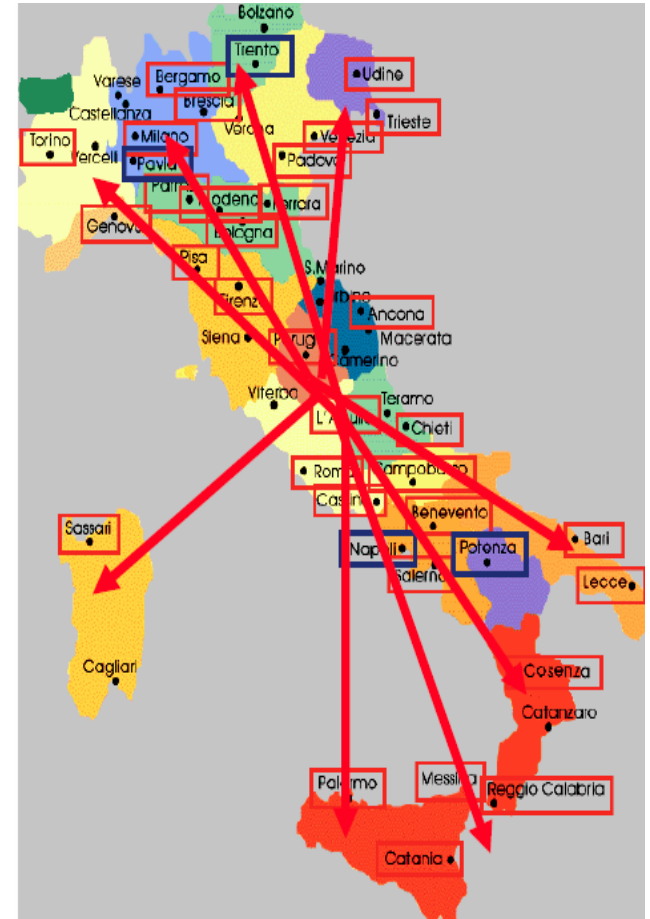 Bolzano
Trento
Udine
Bergamo
Varese
Brescia
Castellanza
Trieste
Verona
Venezia
Torino
Milano
Vercelli
Padova
Pavia
Parma
Modena
Ferrara
Genova
Bologna
Pisa
S.Marino
Firenze
Ancona
Siena
Macerata
Perugia
Camerino
Viterbo
Teramo
L'Aquila
Chieti
Roma
Campobasso
Cassino
Benevento
Sassari
Bari
Napoli
Potenza
Salerno
Lecce
Cagliari
Cosenza
Catanzaro
Messina
Palermo
Reggio Calabria
Catania